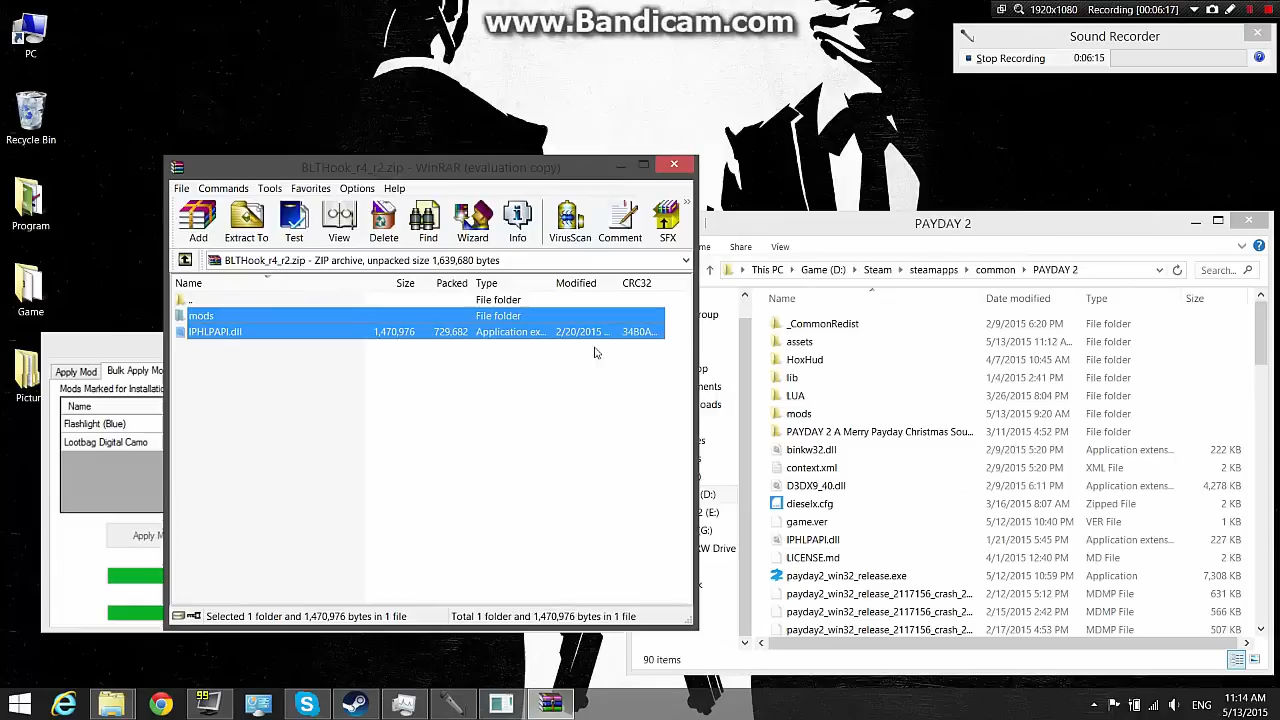 www.Bandicam.com
1920x1080 Recording [00:06:17]
Sound Recorder
Stop Recording 0:06:15
PC
Recycle Bin
Program
Game
Pictur
BLTHook_r4_r2.zip - WinRAR (evaluation copy)
File Commands Tools Favorites Options Help
Add Extract To Test View Delete Find Wizard Info VirusScan Comment SFX
BLTHook_r4_r2.zip - ZIP archive, unpacked size 1,639,680 bytes
Name Size Packed Type Modified CRC32
.. File folder
mods File folder
IPHLPAPI.dll 1,470,976 729,682 Application ex... 2/20/2015 ... 34B0A...
Selected 1 folder and 1,470,976 bytes in 1 file
Total 1 folder and 1,470,976 bytes in 1 file
Apply Mod Bulk Apply Mo
Mods Marked for Installatio
Name
Flashlight (Blue)
Lootbag Digital Camo
Apply M
PAYDAY 2
me Share View
This PC Game (D:) Steam steamapps common PAYDAY 2
Search...
group
op
ments
oads
s
(D:)
2 (E:)
G:)
RW Drive
Name Date modified Type Size
_CommonRedist 2/9/2015 6:20 PM File folder
assets 5/13/2015 11:12 A... File folder
HoxHud 4/7/2015 10:45 AM File folder
lib 1/4/2015 2:41 PM File folder
LUA 3/26/2015 8:04 PM File folder
mods 5/13/2015 9:20 AM File folder
PAYDAY 2 A Merry Payday Christmas Sou... 3/11/2015 4:52 PM File folder
binkw32.dll 2/9/2015 5:20 PM Application extens... 222 KB
context.xml 2/9/2015 5:20 PM XML File 2 KB
D3DX9_40.dll 2/9/2015 6:11 PM Application extens... 4,278 KB
dieselx.cfg 3/16/2015 8:07 AM Zipped File 2 KB
game.ver 5/12/2015 10:40 PM VER File 1 KB
IPHLPAPI.dll 1/21/2015 5:45 PM Application extens... 227 KB
LICENSE.md 4/1/2015 12:40 PM MD File 2 KB
payday2_win32_release.exe 5/12/2015 10:59 PM Application 7,308 KB
payday2_win32_release_2117156_crash_2... 2/12/2015 5:12 PM MDMP File 631 KB
payday2_win32_release_2117156_crash_2... 2/15/2015 2:42 PM MDMP File 566 KB
payday2_win32_release_2117156_crash_2... 2/17/2015 4:53 PM MDMP File 507 KB
90 items
ENG
11:14 AM
5/13/2015